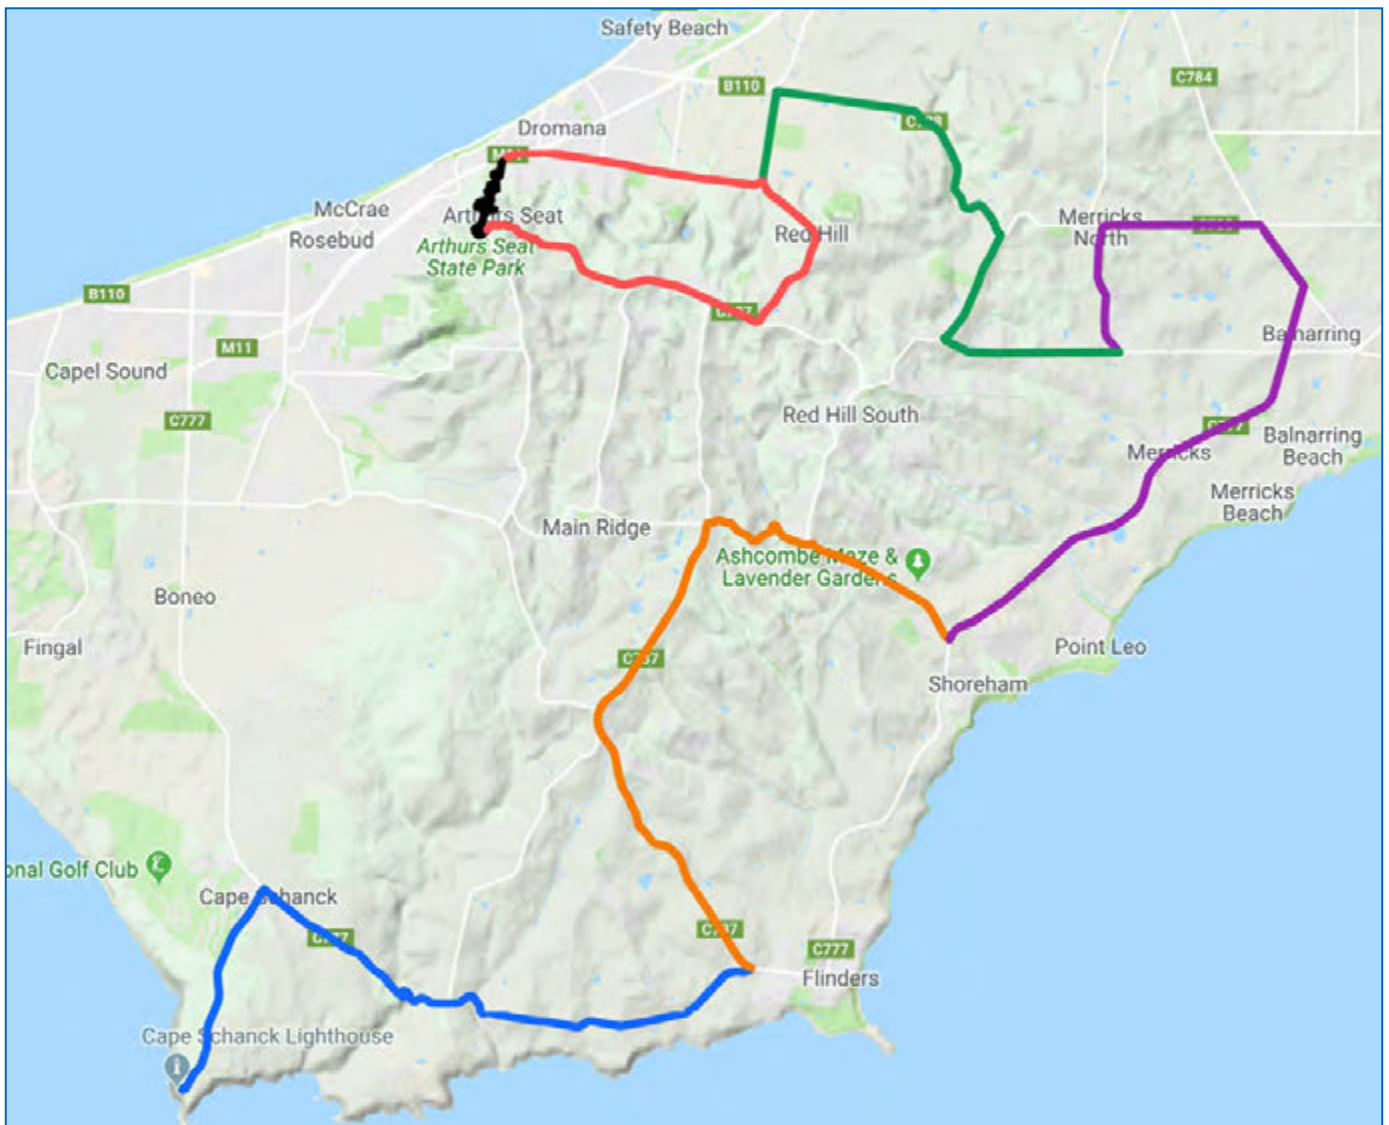 Safety Beach
B110
C784
Dromana
McCrae
Rosebud
Arthurs Seat
Arthurs Seat
State Park
Red Hill
Merricks
North
B110
M11
Capel Sound
C777
Balnarring
Red Hill South
Merricks
Balnarring
Beach
Merricks
Beach
Main Ridge
Ashcombe Maze &
Lavender Gardens
Boneo
Fingal
Point Leo
Shoreham
onal Golf Club
Cape Schanck
C777
Flinders
Cape Schanck Lighthouse